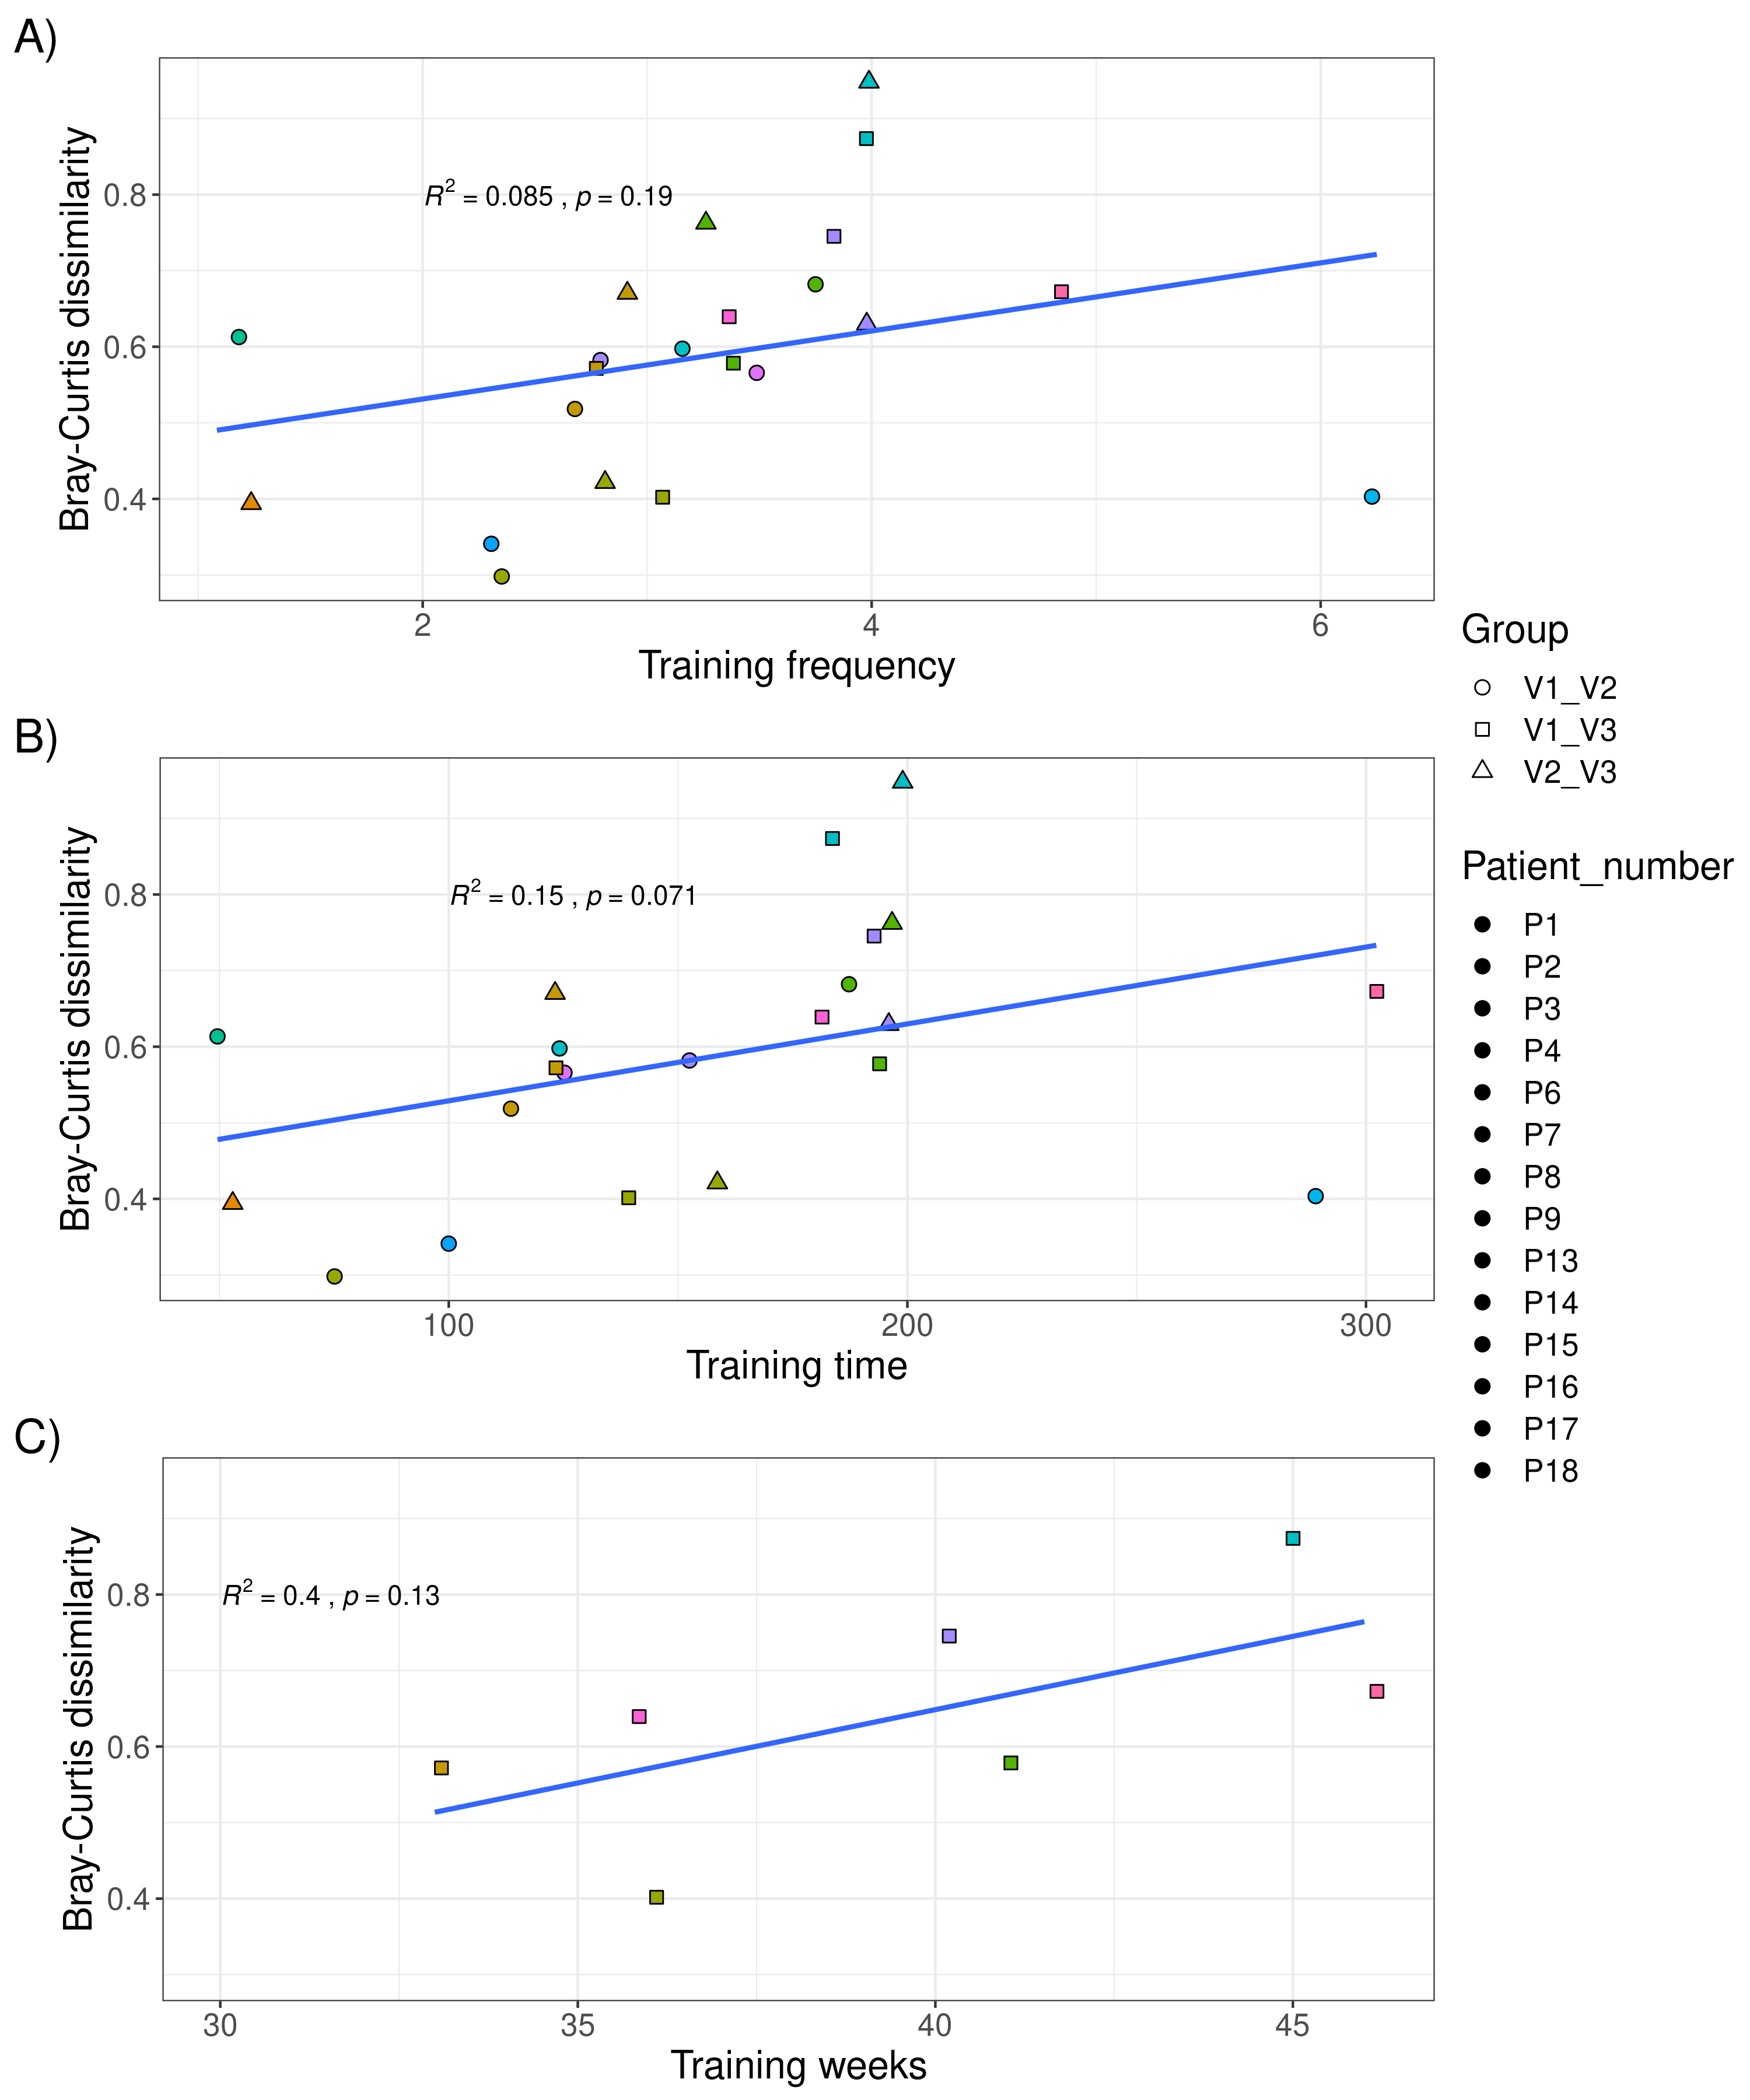 A)
Bray-Curtis dissimilarity
0.8
0.6
0.4
R² = 0.085 , p = 0.19
2
4
6
Training frequency
B)
Bray-Curtis dissimilarity
0.8
0.6
0.4
R² = 0.15 , p = 0.071
100
200
300
Training time
C)
Bray-Curtis dissimilarity
0.8
0.6
0.4
R² = 0.4 , p = 0.13
30
35
40
45
Training weeks
Group
V1_V2
V1_V3
V2_V3
Patient_number
P1
P2
P3
P4
P6
P7
P8
P9
P13
P14
P15
P16
P17
P18